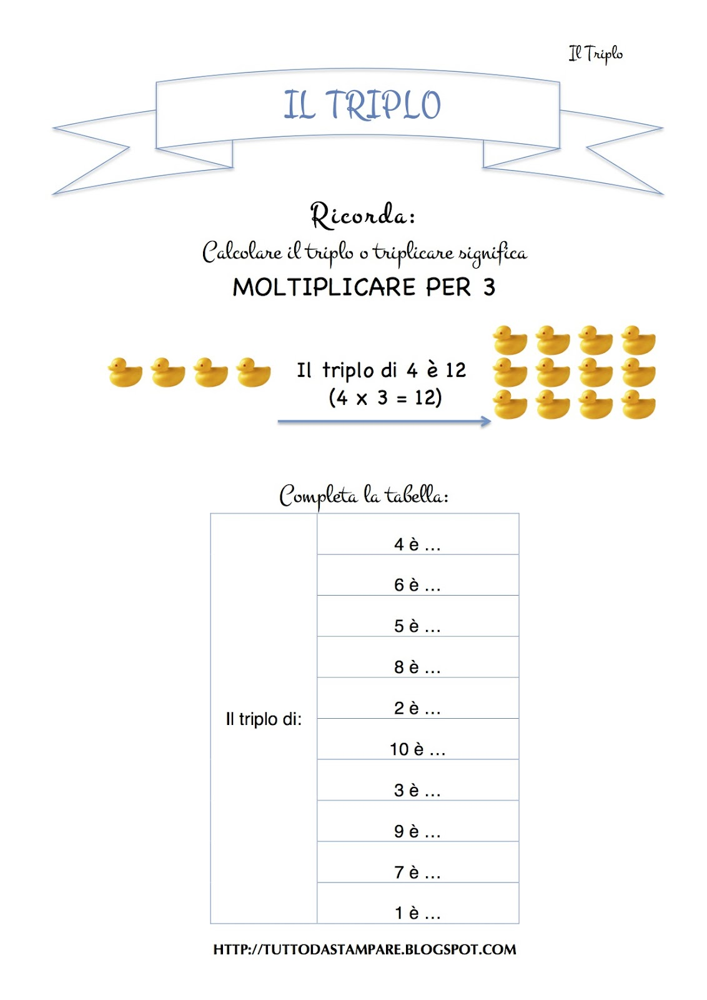 Il Triplo
IL TRIPLO
Ricorda:
Calcolare il triplo o triplicare significa
MOLTIPLICARE PER 3
Il triplo di 4 è 12
(4 x 3 = 12)
Completa la tabella:
4 è ...
6 è ...
5 è ...
8 è ...
2 è ...
Il triplo di:
10 è ...
3 è ...
9 è ...
7 è ...
1 è ...
HTTP://TUTTODASTAMPARE.BLOGSPOT.COM